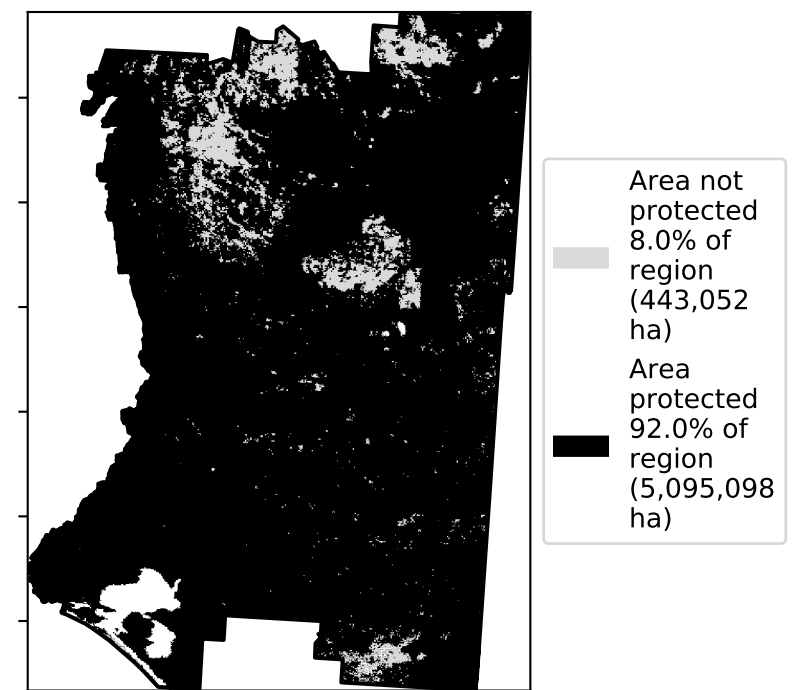 Area not
protected
8.0% of
region
(443,052
ha)
Area
protected
92.0% of
region
(5,095,098
ha)